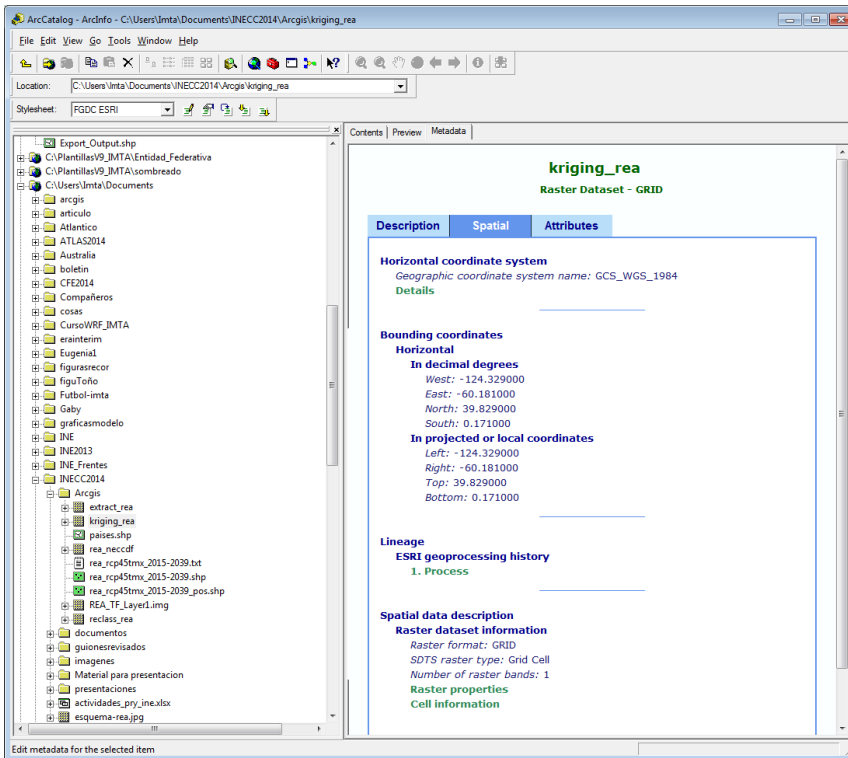 ArcCatalog - ArcInfo - C:\Users\Imta\Documents\INECC2014\Arcgis\kriging_rea
File Edit View Go Tools Window Help
Location: C:\Users\Imta\Documents\INECC2014\Arcgis\kriging_rea
Stylesheet: FGDC ESRI
Export_Output.shp
C:\PlantillasV9_IMTA\Entidad_Federativa
C:\PlantillasV9_IMTA\sombreado
C:\Users\Imta\Documents
arcgis
articulo
Atlantico
ATLAS2014
Australia
boletin
CFE2014
Compañeros
cosas
CursoWRF_IMTA
erainterim
Eugenia1
figurasrecor
figuToño
Futbol-imta
Gaby
graficasmodelo
INE
INE2013
INE_Frentes
INECC2014
Arcgis
extract_rea
kriging_rea
paises.shp
rea_neccdf
rea_rcp45tmx_2015-2039.txt
rea_rcp45tmx_2015-2039.shp
rea_rcp45tmx_2015-2039_pos.shp
REA_TF_Layer1.img
reclass_rea
documentos
guionesrevisados
imagenes
Material para presentacion
presentaciones
actividades_pry_ine.xlsx
esquema-rea.jpg
Contents Preview Metadata
kriging_rea
Raster Dataset - GRID
Description Spatial Attributes
Horizontal coordinate system
Geographic coordinate system name: GCS_WGS_1984
Details
Bounding coordinates
Horizontal
In decimal degrees
West: -124.329000
East: -60.181000
North: 39.829000
South: 0.171000
In projected or local coordinates
Left: -124.329000
Right: -60.181000
Top: 39.829000
Bottom: 0.171000
Lineage
ESRI geoprocessing history
1. Process
Spatial data description
Raster dataset information
Raster format: GRID
SDTS raster type: Grid Cell
Number of raster bands: 1
Raster properties
Cell information
Edit metadata for the selected item